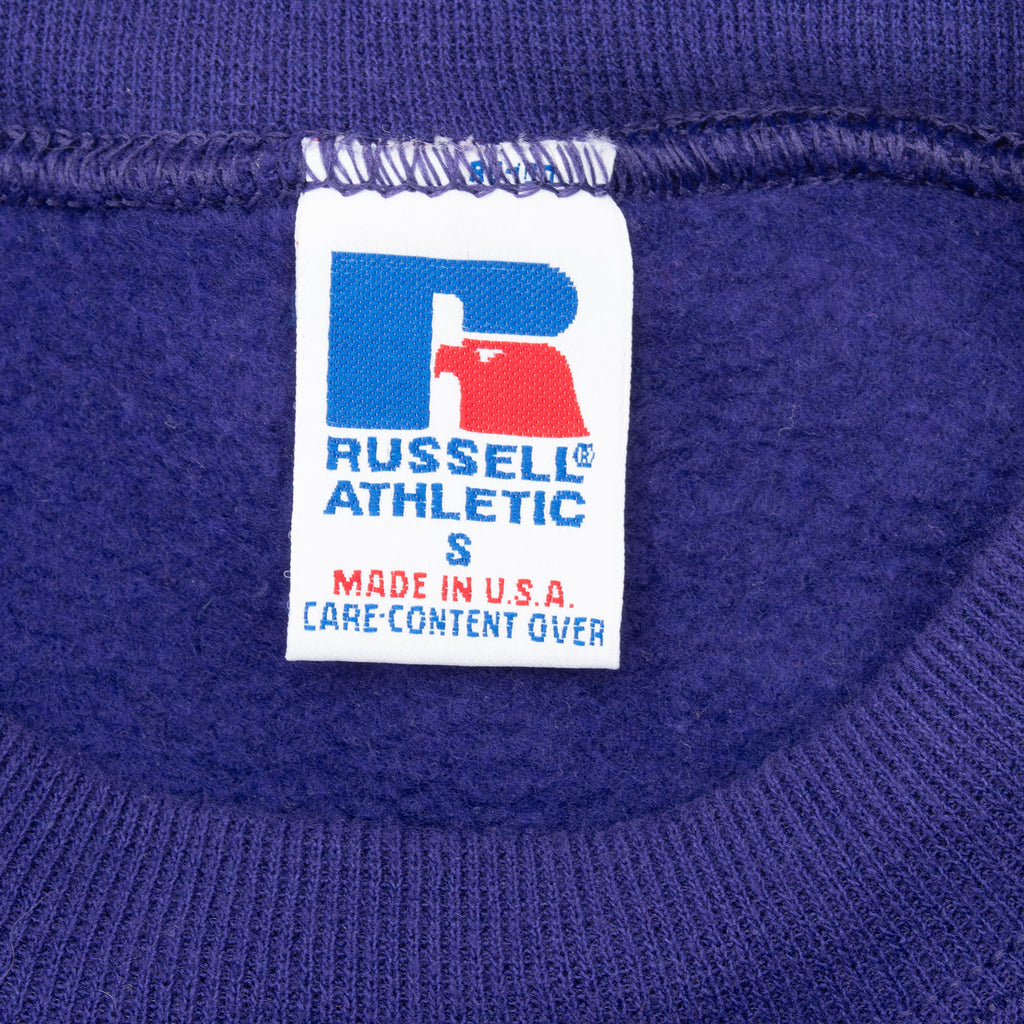 RUSSELL®
ATHLETIC
S
MADE IN U.S.A.
CARE-CONTENT OVER